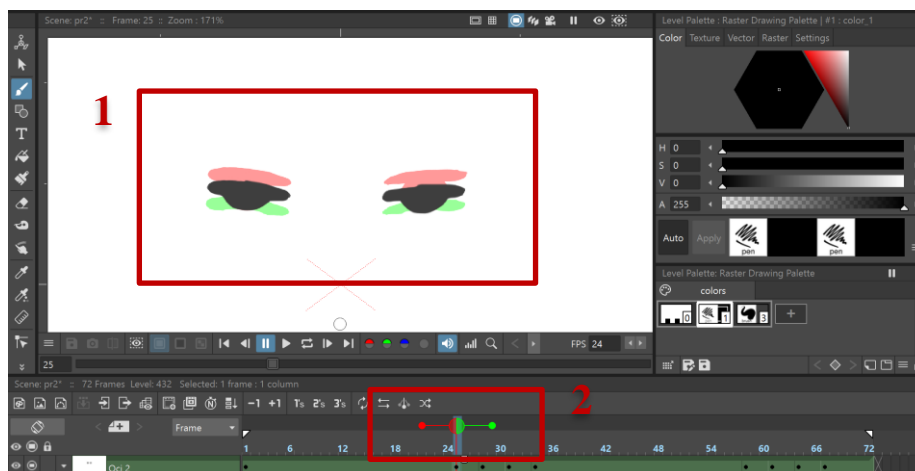 Scene: pr2* :: Frame: 25 :: Zoom : 171%
Level Palette : Raster Drawing Palette | #1 : color_1
Color Texture Vector Raster Settings
1
T
H 0
S 0
V 0
A 255
Auto Apply pen pen
Level Palette: Raster Drawing Palette
colors
0 1 3
FPS 24
25
Scene: pr2* :: 72 Frames Level: 432 Selected: 1 frame : 1 column
-1 +1 1's 2's 3's
2
Frame
1 6 12 18 24 30 36 42 48 54 60 66 72
Oci 2